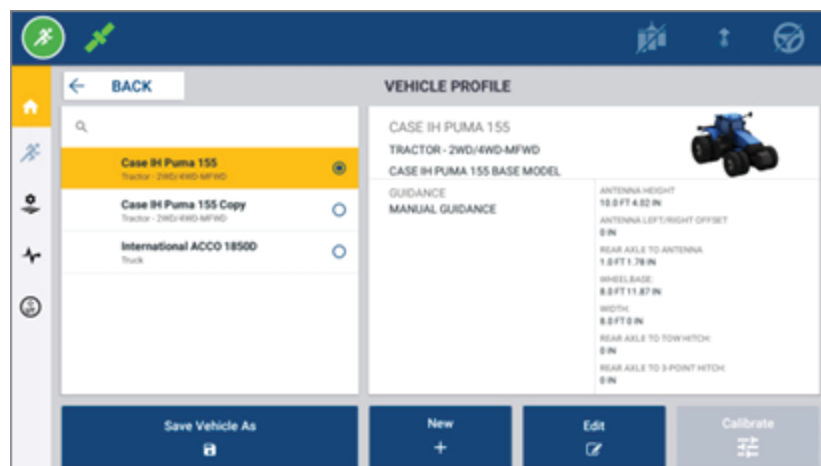 BACK
VEHICLE PROFILE
Case IH Puma 155
Tractor - 2WD/4WD-MFWD
Case IH Puma 155 Copy
Tractor - 2WD/4WD-MFWD
International ACCO 1850D
Truck
CASE IH PUMA 155
TRACTOR - 2WD/4WD-MFWD
CASE IH PUMA 155 BASE MODEL
GUIDANCE
MANUAL GUIDANCE
ANTENNA HEIGHT
10.0 FT 4.02 IN
ANTENNA LEFT/RIGHT OFFSET
0 IN
REAR AXLE TO ANTENNA
1.0 FT 1.78 IN
WHEELBASE:
8.0 FT 11.87 IN
WIDTH:
8.0 FT 0 IN
REAR AXLE TO TOW HITCH:
0 IN
REAR AXLE TO 3-POINT HITCH:
0 IN
Save Vehicle As
New
Edit
Calibrate